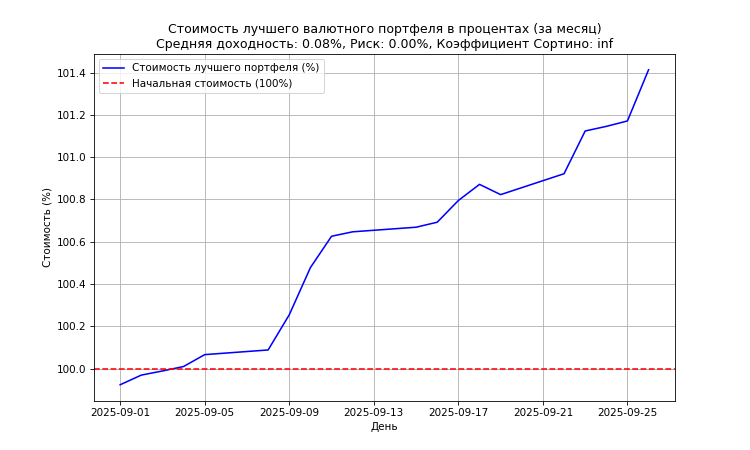 Стоимость лучшего валютного портфеля в процентах (за месяц)
Средняя доходность: 0.08%, Риск: 0.00%, Коэффициент Сортино: inf
Стоимость лучшего портфеля (%)
Начальная стоимость (100%)
Стоимость (%)
101.4
101.2
101.0
100.8
100.6
100.4
100.2
100.0
2025-09-01 2025-09-05 2025-09-09 2025-09-13 2025-09-17 2025-09-21 2025-09-25
День